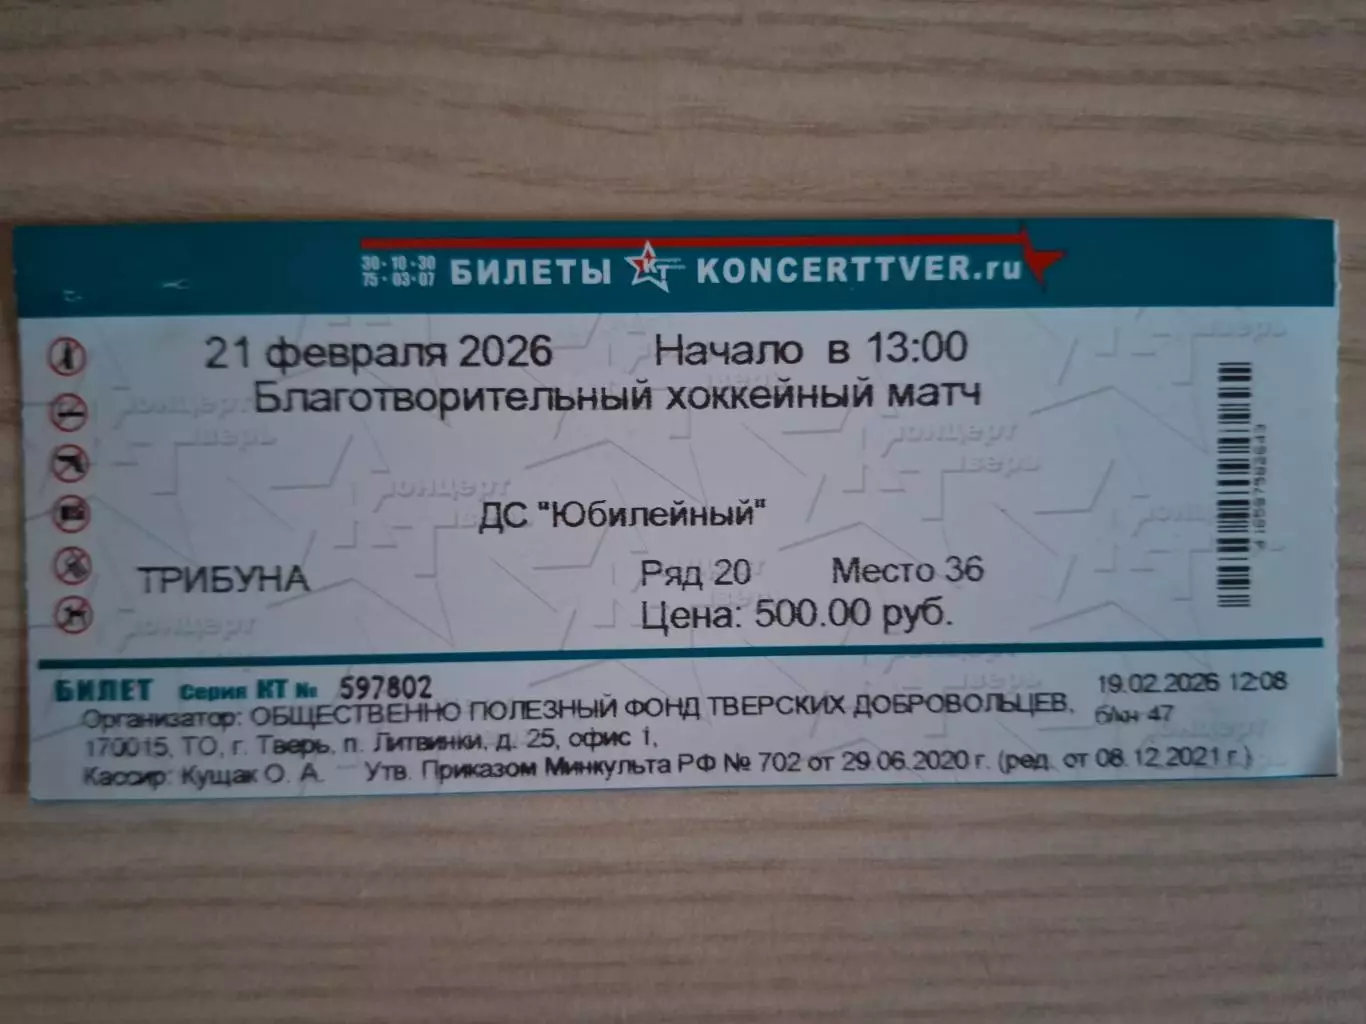 30-10-30
75-03-07
БИЛЕТЫ КТ KONCERTTVER.ru
21 февраля 2026 Начало в 13:00
Благотворительный хоккейный матч
ДС "Юбилейный"
ТРИБУНА Ряд 20 Место 36
Цена: 500.00 руб.
БИЛЕТ Серия КТ № 597802 19.02.2026 12:08
Организатор: ОБЩЕСТВЕННО ПОЛЕЗНЫЙ ФОНД ТВЕРСКИХ ДОБРОВОЛЬЦЕВ, б/кн 47
170015, ТО, г. Тверь, п. Литвинки, д. 25, офис 1,
Кассир: Кущак О. А. Утв. Приказом Минкульта РФ № 702 от 29.06.2020 г. (ред. от 08.12.2021 г.)